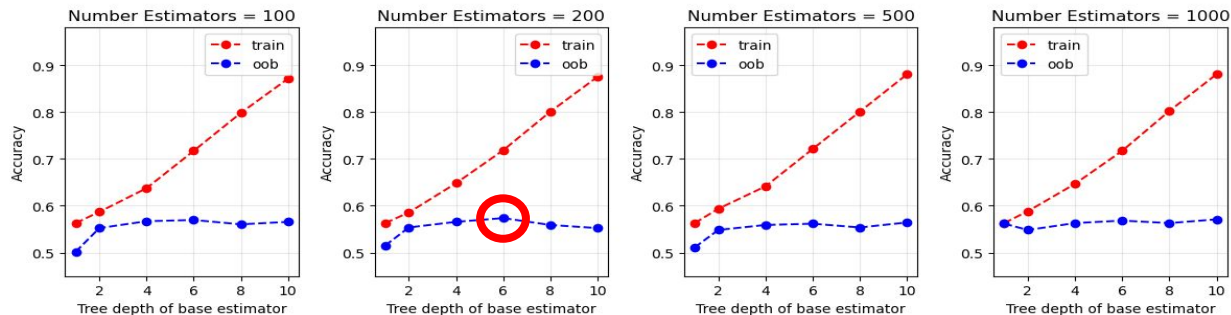 Number Estimators = 100
train
oob
0.9
0.8
0.7
0.6
0.5
Accuracy
2 4 6 8 10
Tree depth of base estimator
Number Estimators = 200
train
oob
0.9
0.8
0.7
0.6
0.5
Accuracy
2 4 6 8 10
Tree depth of base estimator
Number Estimators = 500
train
oob
0.9
0.8
0.7
0.6
0.5
Accuracy
2 4 6 8 10
Tree depth of base estimator
Number Estimators = 1000
train
oob
0.9
0.8
0.7
0.6
0.5
Accuracy
2 4 6 8 10
Tree depth of base estimator